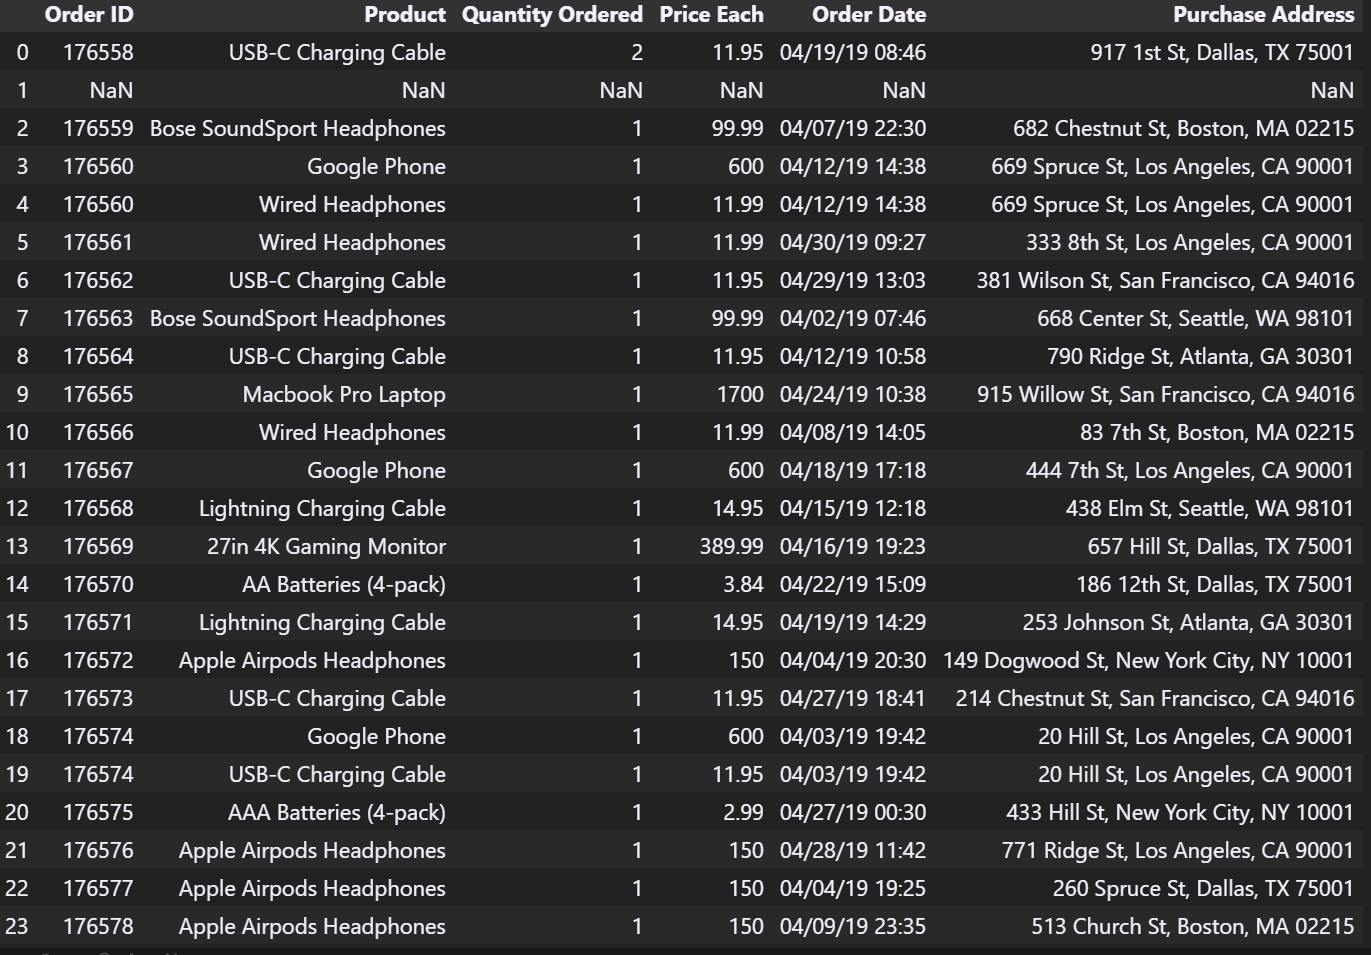 Order ID Product Quantity Ordered Price Each Order Date Purchase Address
0 176558 USB-C Charging Cable 2 11.95 04/19/19 08:46 917 1st St, Dallas, TX 75001
1 NaN NaN NaN NaN NaN NaN
2 176559 Bose SoundSport Headphones 1 99.99 04/07/19 22:30 682 Chestnut St, Boston, MA 02215
3 176560 Google Phone 1 600 04/12/19 14:38 669 Spruce St, Los Angeles, CA 90001
4 176560 Wired Headphones 1 11.99 04/12/19 14:38 669 Spruce St, Los Angeles, CA 90001
5 176561 Wired Headphones 1 11.99 04/30/19 09:27 333 8th St, Los Angeles, CA 90001
6 176562 USB-C Charging Cable 1 11.95 04/29/19 13:03 381 Wilson St, San Francisco, CA 94016
7 176563 Bose SoundSport Headphones 1 99.99 04/02/19 07:46 668 Center St, Seattle, WA 98101
8 176564 USB-C Charging Cable 1 11.95 04/12/19 10:58 790 Ridge St, Atlanta, GA 30301
9 176565 Macbook Pro Laptop 1 1700 04/24/19 10:38 915 Willow St, San Francisco, CA 94016
10 176566 Wired Headphones 1 11.99 04/08/19 14:05 83 7th St, Boston, MA 02215
11 176567 Google Phone 1 600 04/18/19 17:18 444 7th St, Los Angeles, CA 90001
12 176568 Lightning Charging Cable 1 14.95 04/15/19 12:18 438 Elm St, Seattle, WA 98101
13 176569 27in 4K Gaming Monitor 1 389.99 04/16/19 19:23 657 Hill St, Dallas, TX 75001
14 176570 AA Batteries (4-pack) 1 3.84 04/22/19 15:09 186 12th St, Dallas, TX 75001
15 176571 Lightning Charging Cable 1 14.95 04/19/19 14:29 253 Johnson St, Atlanta, GA 30301
16 176572 Apple Airpods Headphones 1 150 04/04/19 20:30 149 Dogwood St, New York City, NY 10001
17 176573 USB-C Charging Cable 1 11.95 04/27/19 18:41 214 Chestnut St, San Francisco, CA 94016
18 176574 Google Phone 1 600 04/03/19 19:42 20 Hill St, Los Angeles, CA 90001
19 176574 USB-C Charging Cable 1 11.95 04/03/19 19:42 20 Hill St, Los Angeles, CA 90001
20 176575 AAA Batteries (4-pack) 1 2.99 04/27/19 00:30 433 Hill St, New York City, NY 10001
21 176576 Apple Airpods Headphones 1 150 04/28/19 11:42 771 Ridge St, Los Angeles, CA 90001
22 176577 Apple Airpods Headphones 1 150 04/04/19 19:25 260 Spruce St, Dallas, TX 75001
23 176578 Apple Airpods Headphones 1 150 04/09/19 23:35 513 Church St, Boston, MA 02215